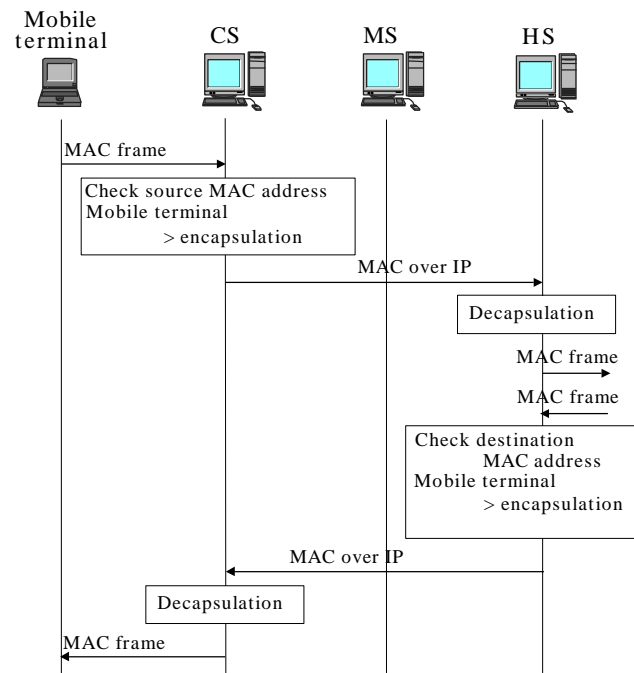 Mobile
terminal
CS
MS
HS
MAC frame
Check source MAC address
Mobile terminal
> encapsulation
MAC over IP
Decapsulation
MAC frame
MAC frame
Check destination
MAC address
Mobile terminal
> encapsulation
MAC over IP
Decapsulation
MAC frame